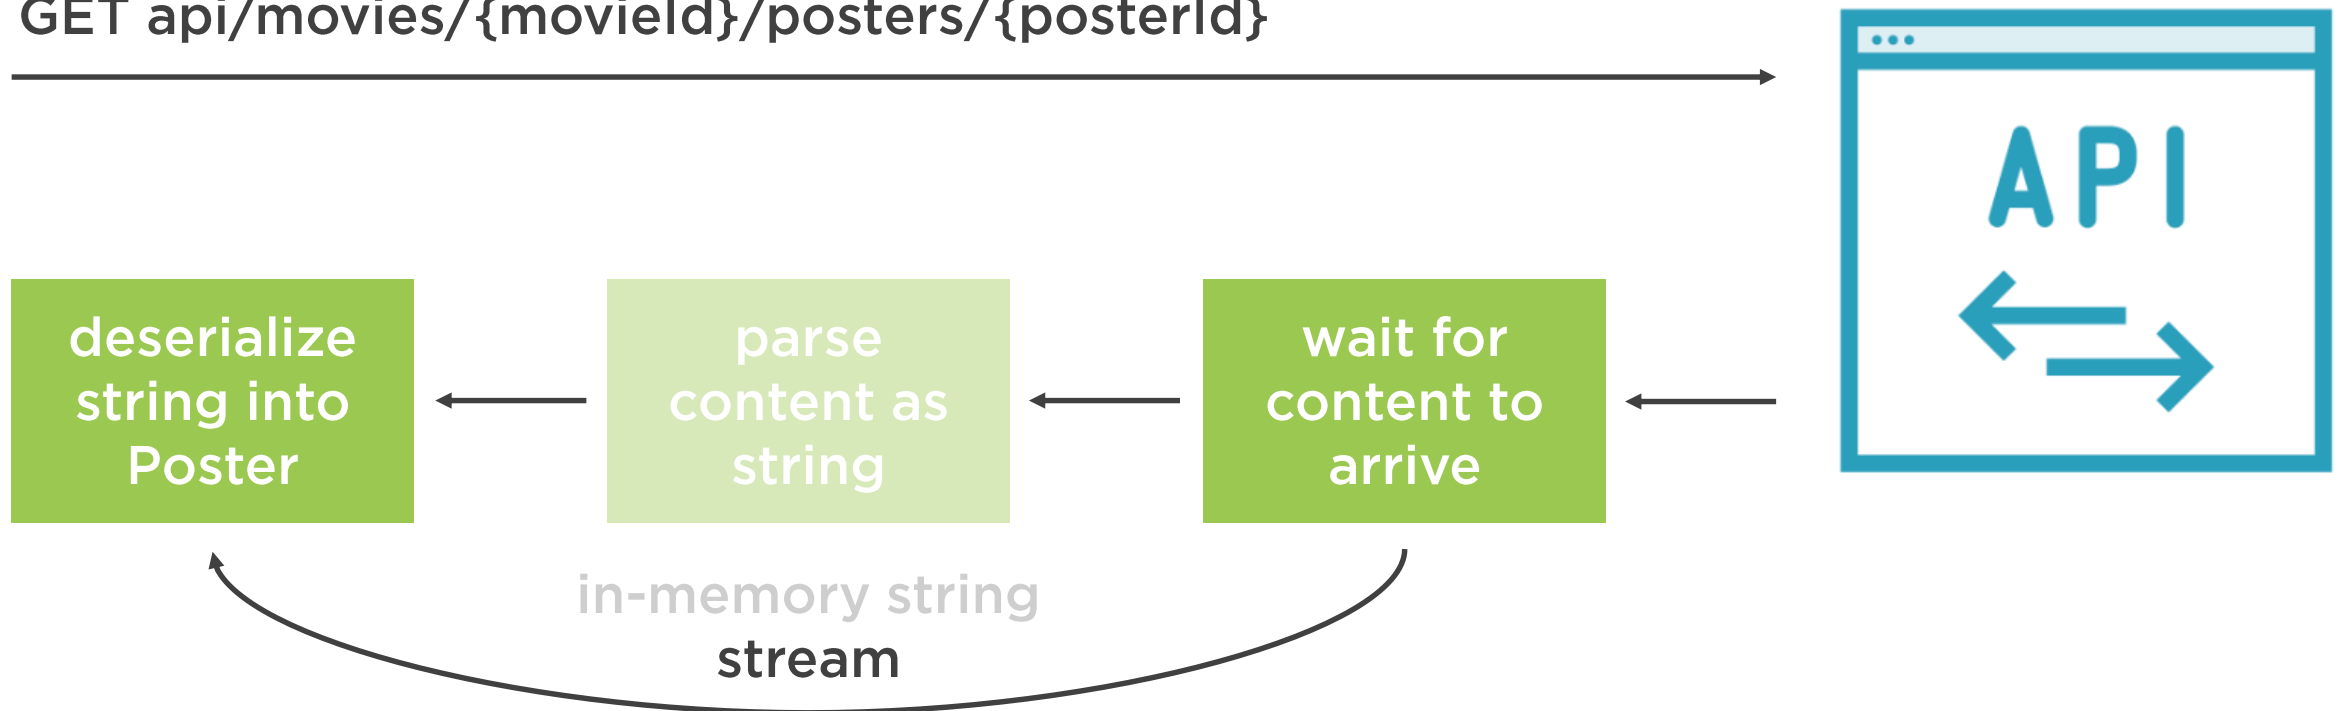 GET api/movies/{movieId}/posters/{posterId}
API
deserialize
string into
Poster
parse
content as
string
wait for
content to
arrive
in-memory string
stream